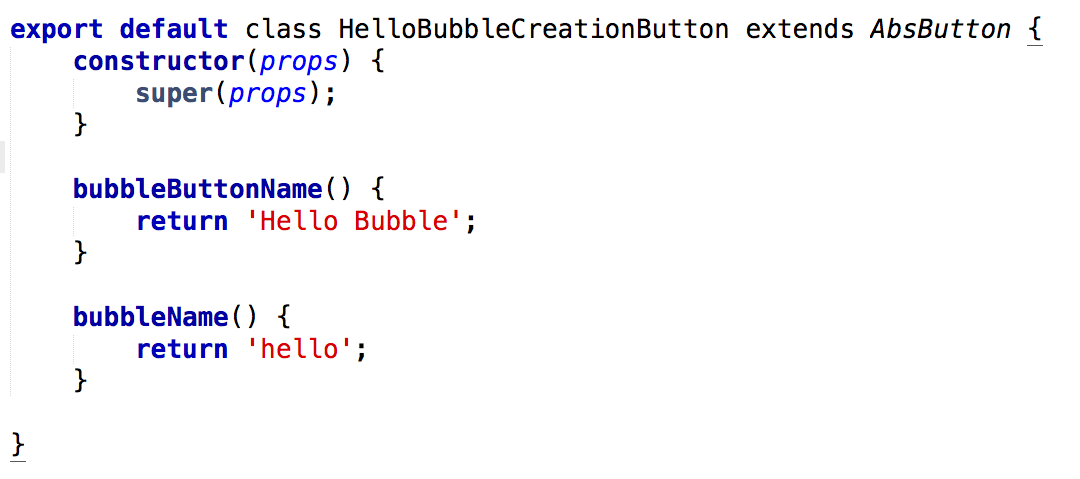 export default class HelloBubbleCreationButton extends AbsButton {
    constructor(props) {
        super(props);
    }

    bubbleButtonName() {
        return 'Hello Bubble';
    }

    bubbleName() {
        return 'hello';
    }

}